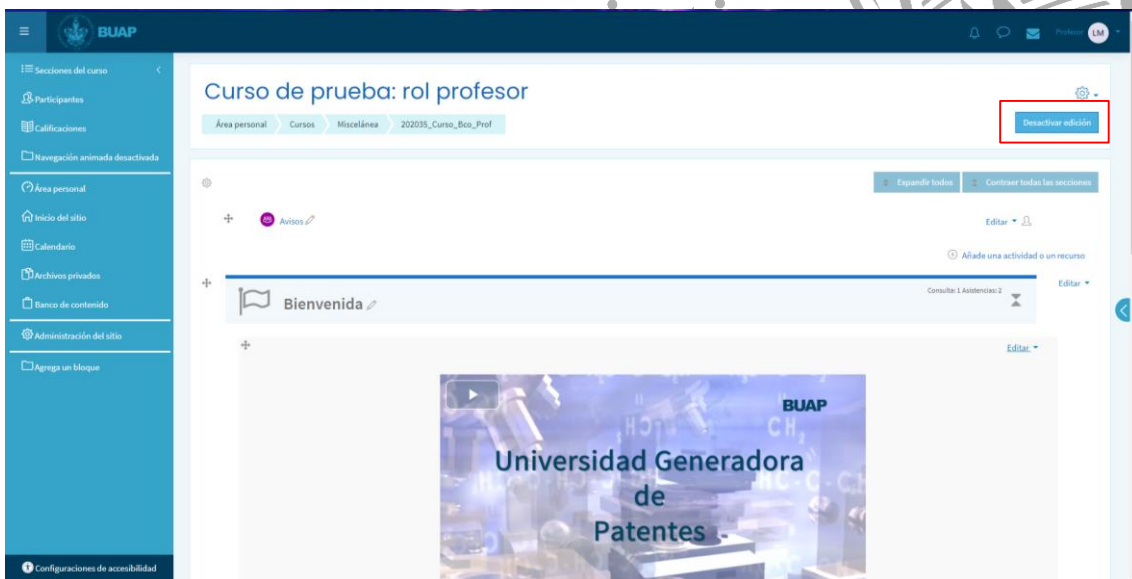 BUAP
Profesor LM
Secciones del curso
Participantes
Calificaciones
Navegación animada desactivada
Área personal
Inicio del sitio
Calendario
Archivos privados
Banco de contenido
Administración del sitio
Agrega un bloque
Configuraciones de accesibilidad
Curso de prueba: rol profesor
Área personal Cursos Miscelánea 202035_Curso_Bco_Prof
Desactivar edición
Expandir todos Contraer todas las secciones
Avisos Editar
Añade una actividad o un recurso
Editar
Bienvenida Consulta: 1 Asistencias: 2
Editar
BUAP
Universidad Generadora
de
Patentes